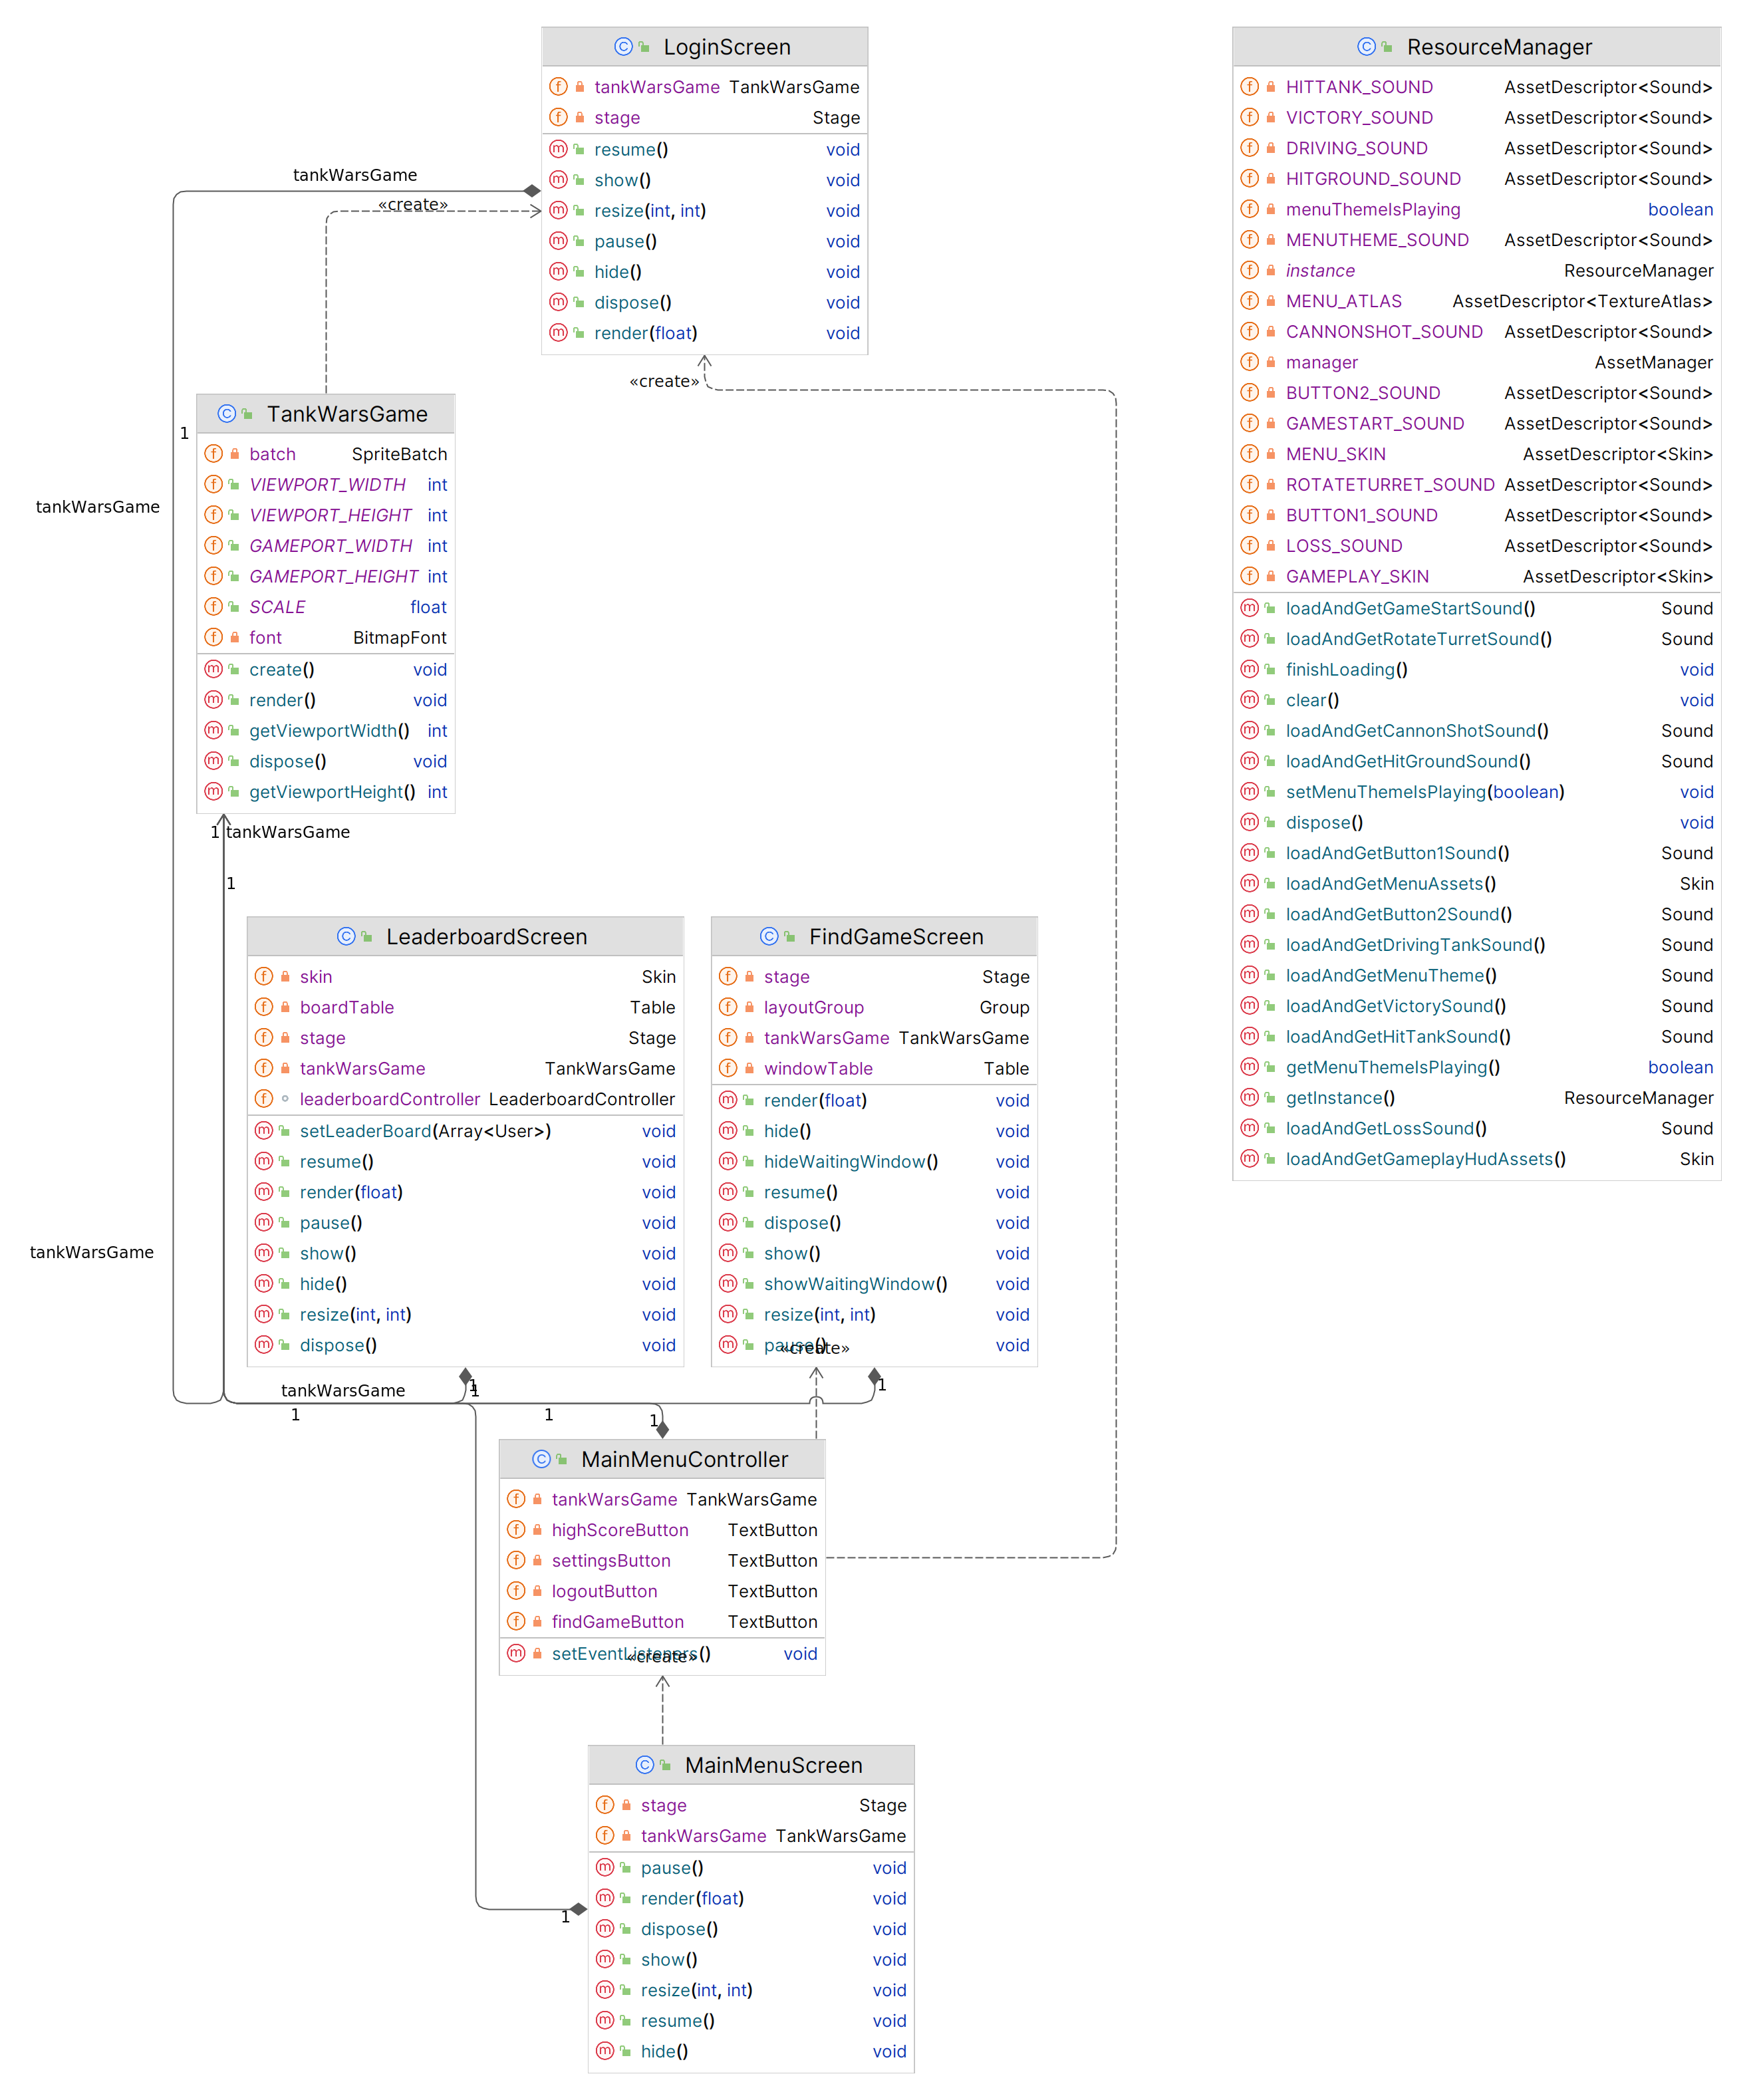 LoginScreen
tankWarsGame TankWarsGame
stage Stage
resume() void
show() void
resize(int, int) void
pause() void
hide() void
dispose() void
render(float) void
tankWarsGame
«create»
«create»
1
tankWarsGame
TankWarsGame
batch SpriteBatch
VIEWPORT_WIDTH int
VIEWPORT_HEIGHT int
GAMEPORT_WIDTH int
GAMEPORT_HEIGHT int
SCALE float
font BitmapFont
create() void
render() void
getViewportWidth() int
dispose() void
getViewportHeight() int
1 tankWarsGame
1
ResourceManager
HITTANK_SOUND AssetDescriptor<Sound>
VICTORY_SOUND AssetDescriptor<Sound>
DRIVING_SOUND AssetDescriptor<Sound>
HITGROUND_SOUND AssetDescriptor<Sound>
menuThemeIsPlaying boolean
MENUTHEME_SOUND AssetDescriptor<Sound>
instance ResourceManager
MENU_ATLAS AssetDescriptor<TextureAtlas>
CANNONSHOT_SOUND AssetDescriptor<Sound>
manager AssetManager
BUTTON2_SOUND AssetDescriptor<Sound>
GAMESTART_SOUND AssetDescriptor<Sound>
MENU_SKIN AssetDescriptor<Skin>
ROTATETURRET_SOUND AssetDescriptor<Sound>
BUTTON1_SOUND AssetDescriptor<Sound>
LOSS_SOUND AssetDescriptor<Sound>
GAMEPLAY_SKIN AssetDescriptor<Skin>
loadAndGetGameStartSound() Sound
loadAndGetRotateTurretSound() Sound
finishLoading() void
clear() void
loadAndGetCannonShotSound() Sound
loadAndGetHitGroundSound() Sound
setMenuThemeIsPlaying(boolean) void
dispose() void
loadAndGetButton1Sound() Sound
loadAndGetMenuAssets() Skin
loadAndGetButton2Sound() Sound
loadAndGetDrivingTankSound() Sound
loadAndGetMenuTheme() Sound
loadAndGetVictorySound() Sound
loadAndGetHitTankSound() Sound
getMenuThemeIsPlaying() boolean
getInstance() ResourceManager
loadAndGetLossSound() Sound
loadAndGetGameplayHudAssets() Skin
LeaderboardScreen
skin Skin
boardTable Table
stage Stage
tankWarsGame TankWarsGame
leaderboardController LeaderboardController
setLeaderBoard(Array<User>) void
resume() void
render(float) void
pause() void
show() void
hide() void
resize(int, int) void
dispose() void
FindGameScreen
stage Stage
layoutGroup Group
tankWarsGame TankWarsGame
windowTable Table
render(float) void
hide() void
hideWaitingWindow() void
resume() void
dispose() void
show() void
showWaitingWindow() void
resize(int, int) void
pause() void
«create»
tankWarsGame
tankWarsGame
1
1
1
1
1
1
MainMenuController
tankWarsGame TankWarsGame
highScoreButton TextButton
settingsButton TextButton
logoutButton TextButton
findGameButton TextButton
setEventListeners() void
«create»
MainMenuScreen
stage Stage
tankWarsGame TankWarsGame
pause() void
render(float) void
dispose() void
show() void
resize(int, int) void
resume() void
hide() void
1